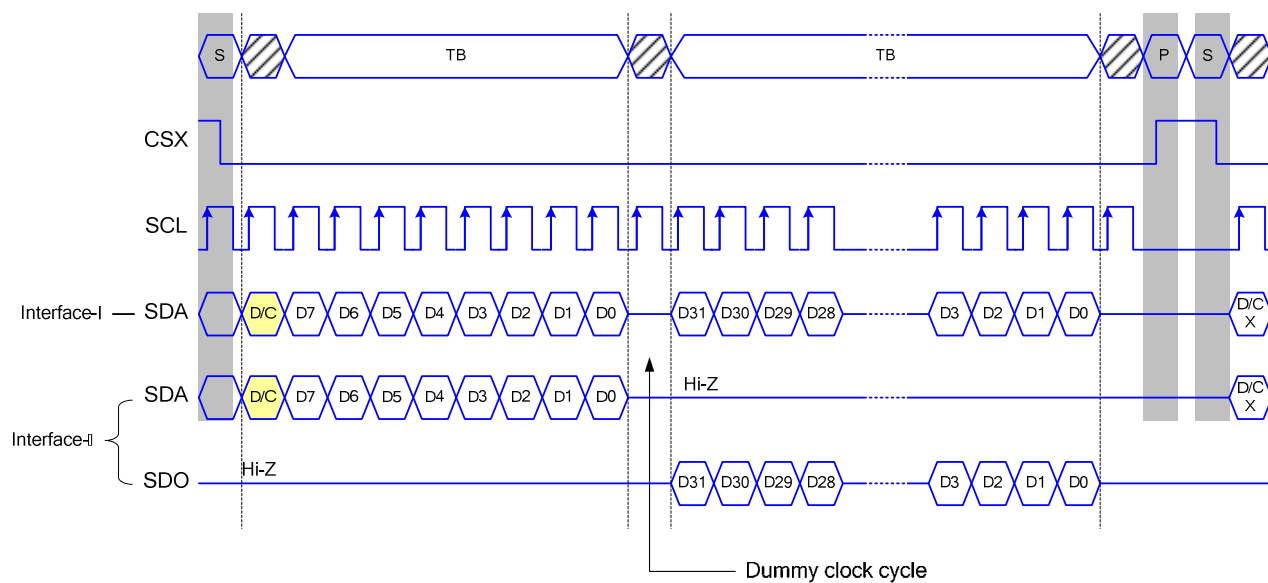 S TB TB P S
CSX
SCL
Interface-I SDA D/C D7 D6 D5 D4 D3 D2 D1 D0 D31 D30 D29 D28 D3 D2 D1 D0 D/C X
SDA D/C D7 D6 D5 D4 D3 D2 D1 D0 Hi-Z D/C X
Interface-
SDO Hi-Z D31 D30 D29 D28 D3 D2 D1 D0
Dummy clock cycle